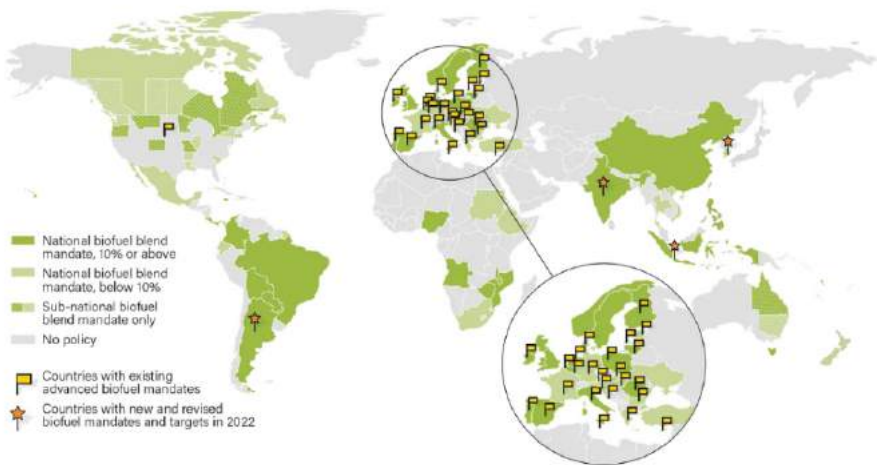 National biofuel blend
mandate, 10% or above
National biofuel blend
mandate, below 10%
Sub-national biofuel
blend mandate only
No policy
Countries with existing
advanced biofuel mandates
Countries with new and revised
biofuel mandates and targets in 2022